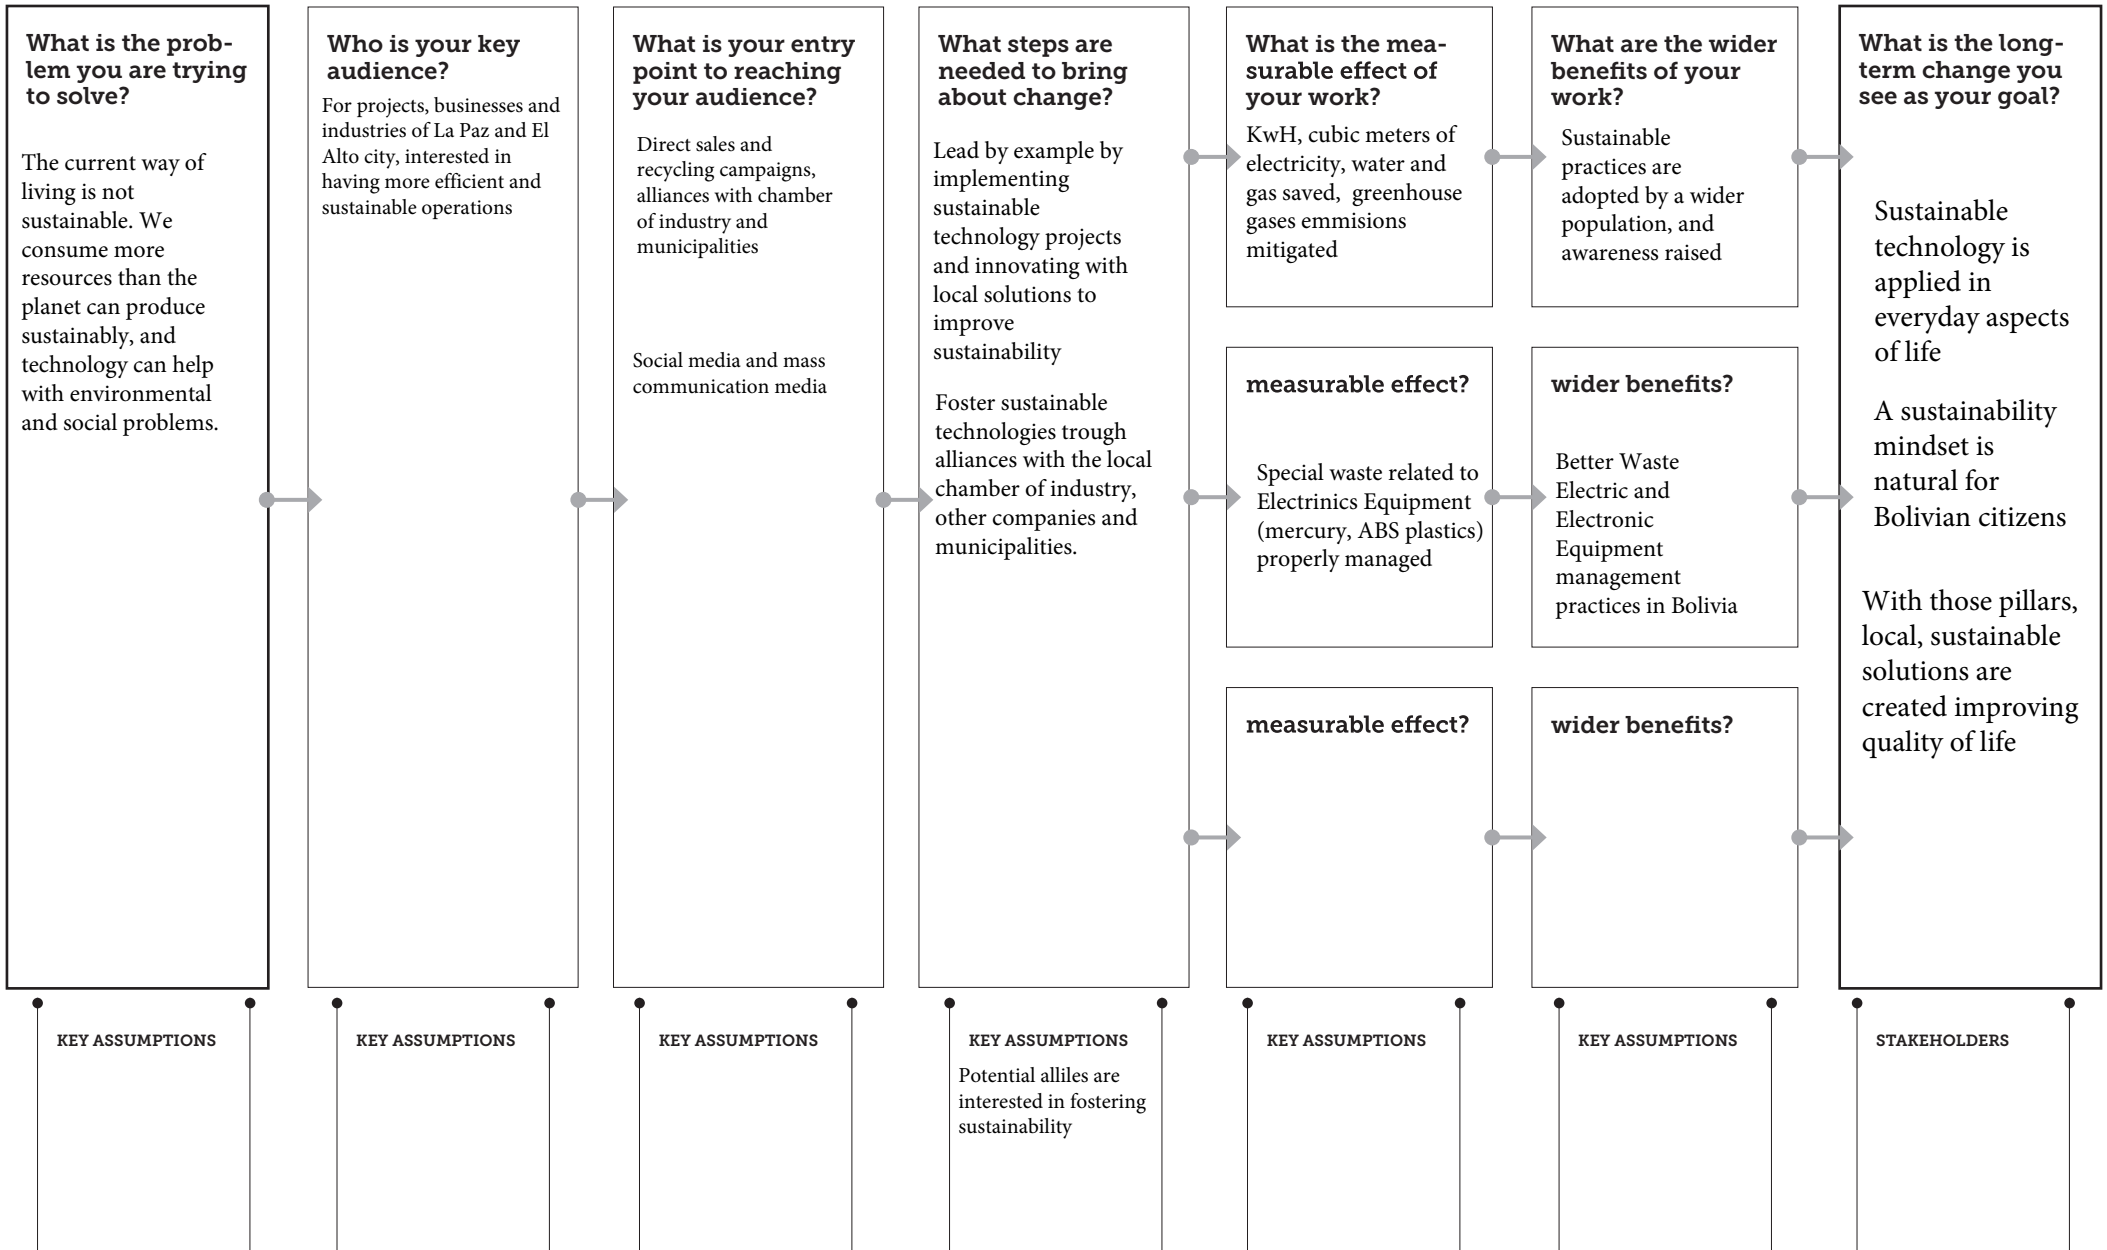 What is the prob-
lem you are trying
to solve?
The current way of
living is not
sustainable. We
consume more
resources than the
planet can produce
sustainably, and
technology can help
with environmental
and social problems.
Who is your key
audience?
For projects, businesses and
industries of La Paz and El
Alto city, interested in
having more efficient and
sustainable operations
What is your entry
point to reaching
your audience?
Direct sales and
recycling campaigns,
alliances with chamber
of industry and
municipalities
Social media and mass
communication media
What steps are
needed to bring
about change?
Lead by example by
implementing
sustainable
technology projects
and innovating with
local solutions to
improve
sustainability
Foster sustainable
technologies trough
alliances with the local
chamber of industry,
other companies and
municipalities.
What is the mea-
surable effect of
your work?
KwH, cubic meters of
electricity, water and
gas saved, greenhouse
gases emmisions
mitigated
What are the wider
benefits of your
work?
Sustainable
practices are
adopted by a wider
population, and
awareness raised
measurable effect?
Special waste related to
Electrinics Equipment
(mercury, ABS plastics)
properly managed
wider benefits?
Better Waste
Electric and
Electronic
Equipment
management
practices in Bolivia
measurable effect?
wider benefits?
What is the long-
term change you
see as your goal?
Sustainable
technology is
applied in
everyday aspects
of life
A sustainability
mindset is
natural for
Bolivian citizens
With those pillars,
local, sustainable
solutions are
created improving
quality of life
KEY ASSUMPTIONS
KEY ASSUMPTIONS
KEY ASSUMPTIONS
KEY ASSUMPTIONS
Potential alliles are
interested in fostering
sustainability
KEY ASSUMPTIONS
KEY ASSUMPTIONS
STAKEHOLDERS